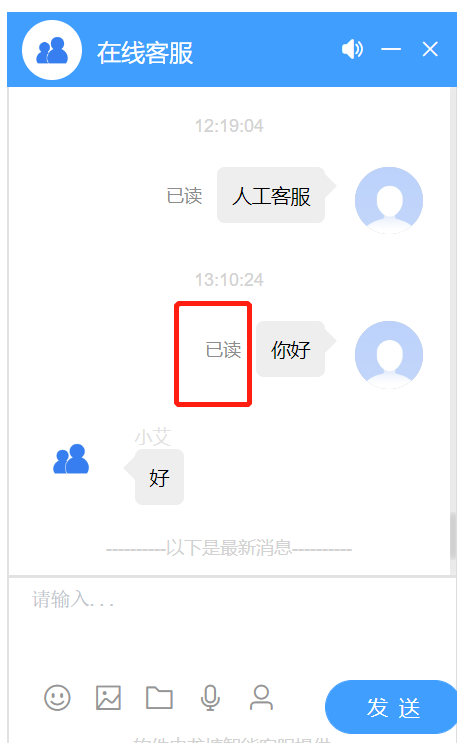 在线客服
12:19:04
已读 人工客服
13:10:24
已读 你好
小艾
好
----------以下是最新消息----------
请输入...
发 送